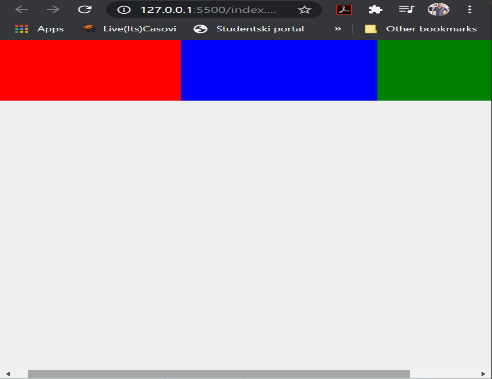 127.0.0.1:5500/index....
Apps Live(Its)Casovi Studentski portal » Other bookmarks